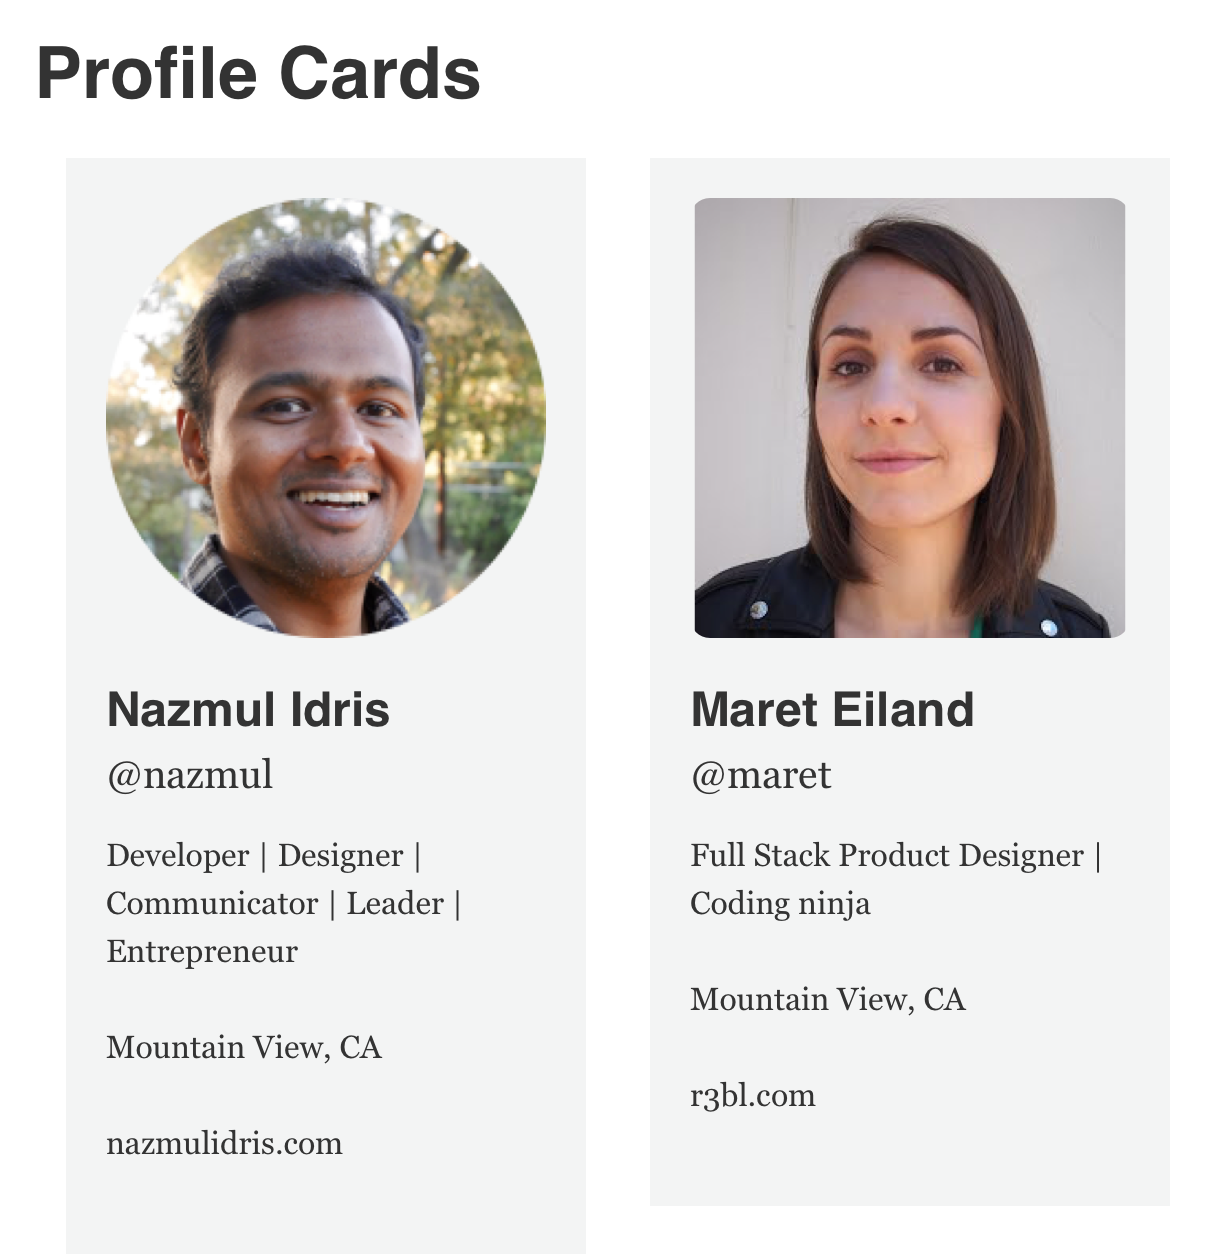 Profile Cards
Nazmul Idris
@nazmul
Developer | Designer |
Communicator | Leader |
Entrepreneur
Mountain View, CA
nazmulidris.com
Maret Eiland
@maret
Full Stack Product Designer |
Coding ninja
Mountain View, CA
r3bl.com